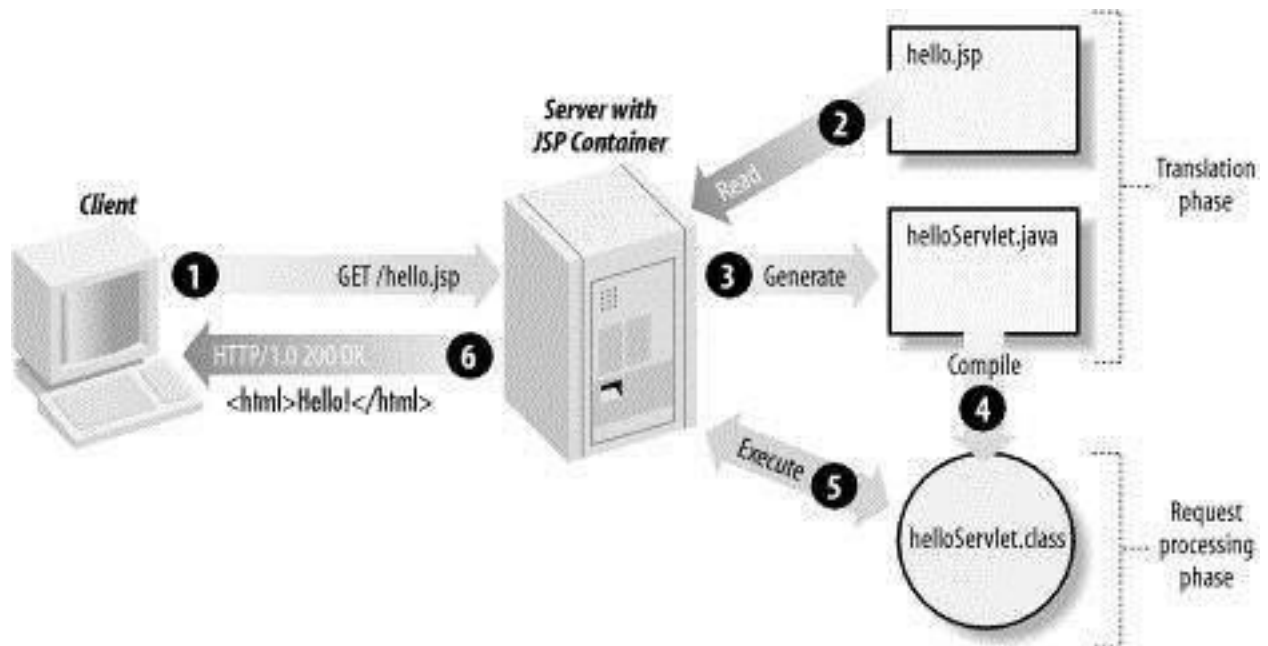 hello.jsp
Server with
JSP Container
2
Read
Translation
phase
Client
helloServlet.java
1
GET /hello.jsp
3
Generate
HTTP/1.0 200 OK
6
<html>Hello!</html>
Compile
4
Execute
5
helloServlet.class
Request
processing
phase